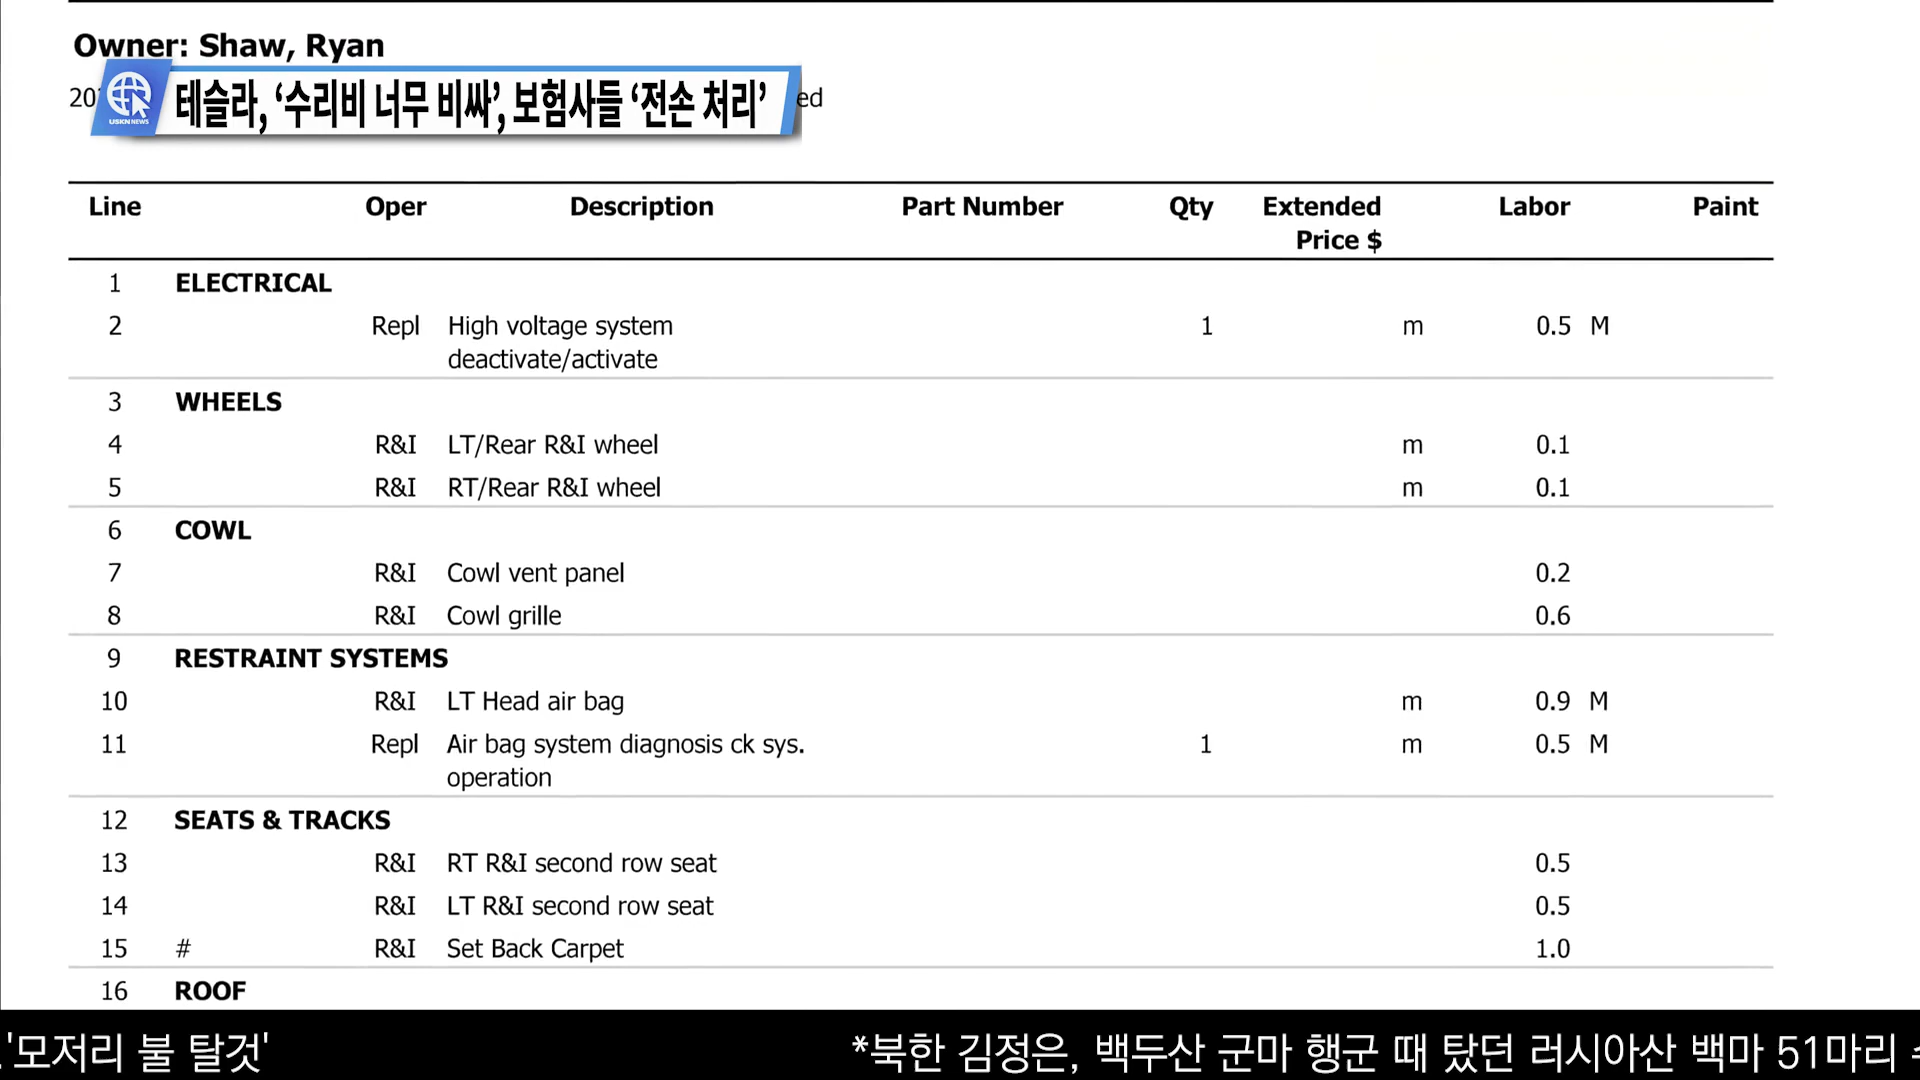 Owner: Shaw, Ryan
USKN NEWS
테슬라, ‘수리비 너무 비싸’, 보험사들 ‘전손 처리’
ed
Line Oper Description Part Number Qty Extended Price $ Labor Paint
1 ELECTRICAL
2 Repl High voltage system 1 m 0.5 M
deactivate/activate
3 WHEELS
4 R&I LT/Rear R&I wheel m 0.1
5 R&I RT/Rear R&I wheel m 0.1
6 COWL
7 R&I Cowl vent panel 0.2
8 R&I Cowl grille 0.6
9 RESTRAINT SYSTEMS
10 R&I LT Head air bag m 0.9 M
11 Repl Air bag system diagnosis ck sys. 1 m 0.5 M
operation
12 SEATS & TRACKS
13 R&I RT R&I second row seat 0.5
14 R&I LT R&I second row seat 0.5
15 # R&I Set Back Carpet 1.0
16 ROOF
'모저리 불 탈것' *북한 김정은, 백두산 군마 행군 때 탔던 러시아산 백마 51마리